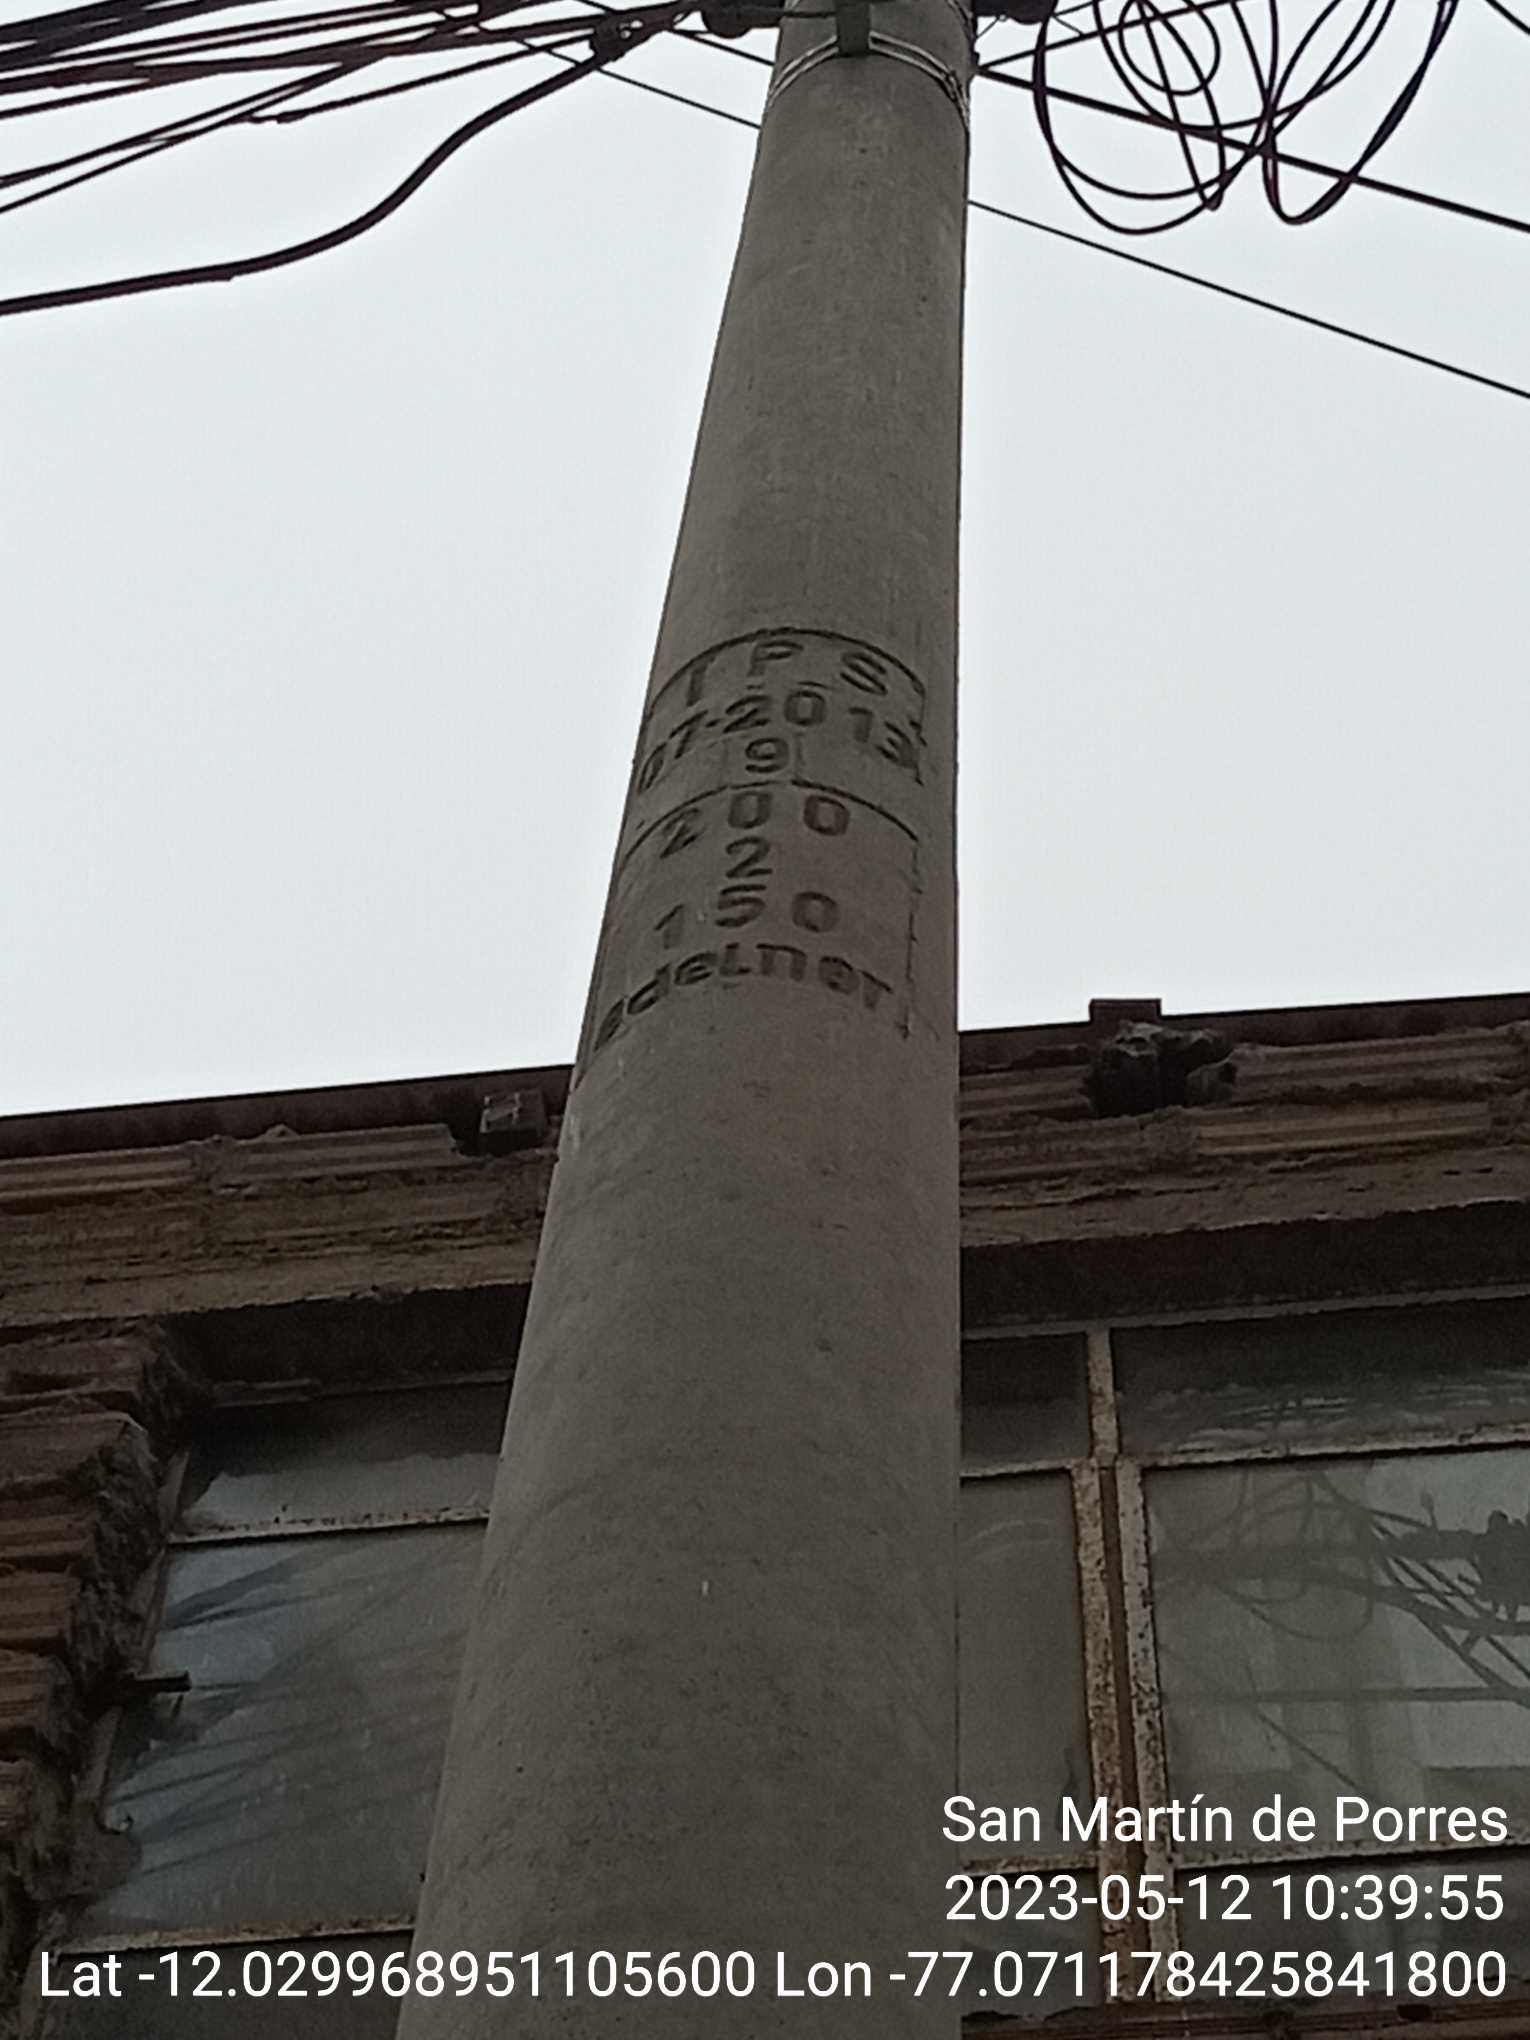 TPS
07-2013
9
200
2
150
edelnor
San Martín de Porres
2023-05-12 10:39:55
Lat -12.029968951105600 Lon -77.071178425841800